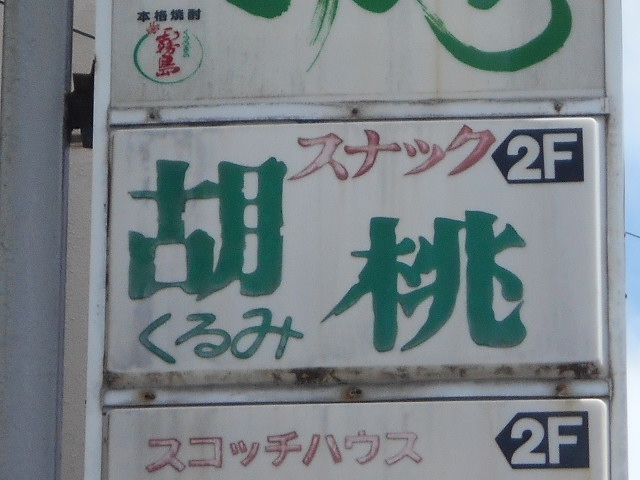 本格焼酎
霧島
スナック 2F
胡桃
くるみ
スコッチハウス 2F